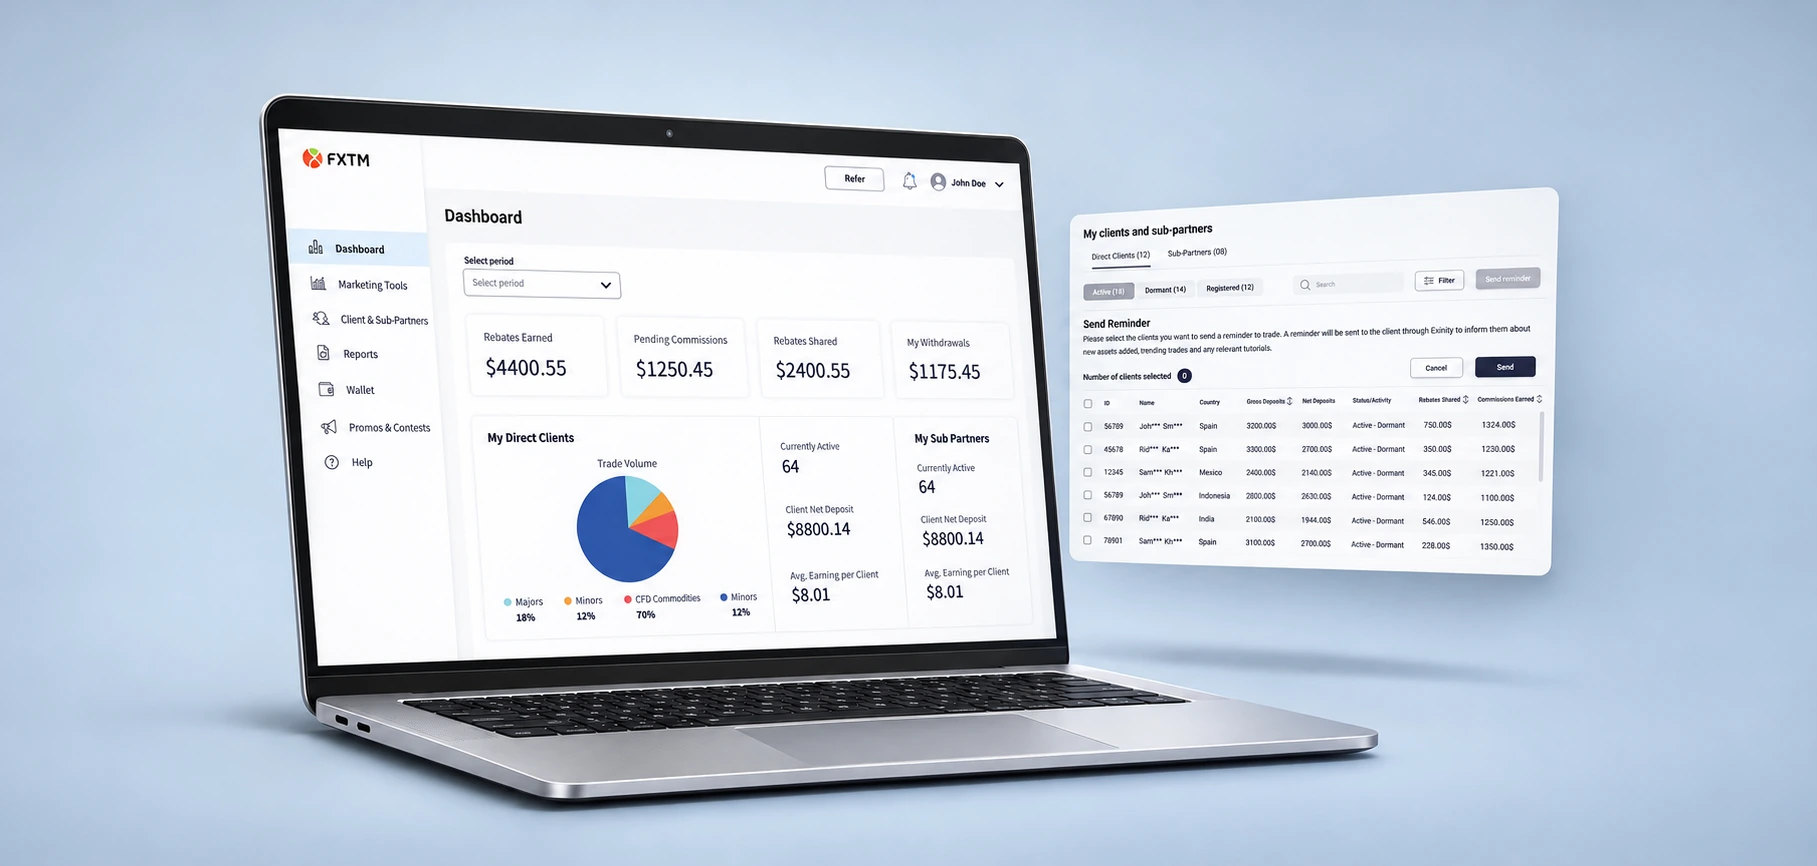 FXTM
Refer
John Doe
Dashboard
Dashboard
Marketing Tools
Client & Sub-Partners
Reports
Wallet
Promos & Contests
Help
Select period
Select period
Rebates Earned
$4400.55
Pending Commissions
$1250.45
Rebates Shared
$2400.55
My Withdrawals
$1175.45
My Direct Clients
Trade Volume
Majors
18%
Minors
12%
CFD Commodities
70%
Minors
12%
Currently Active
64
Client Net Deposit
$8800.14
Avg. Earning per Client
$8.01
My Sub Partners
Currently Active
64
Client Net Deposit
$8800.14
Avg. Earning per Client
$8.01
My clients and sub-partners
Direct Clients (12) Sub-Partners (08)
Active (18) Dormant (14) Registered (12) Search Filter Send reminder
Send Reminder
Please select the clients you want to send a reminder to trade. A reminder will be sent to the client through Exinity to inform them about
new assets added, trending trades and any relevant tutorials.
Number of clients selected 0 Cancel Send
ID Name Country Gross Deposits Net Deposits Status/Activity Rebates Shared Commissions Earned
56789 Joh*** Sm*** Spain 3200.00$ 3000.00$ Active - Dormant 750.00$ 1324.00$
45678 Rid*** Ka*** Spain 3300.00$ 2700.00$ Active - Dormant 350.00$ 1230.00$
12345 Sam*** Kh*** Mexico 2400.00$ 2140.00$ Active - Dormant 345.00$ 1221.00$
56789 Joh*** Sm*** Indonesia 2800.00$ 2630.00$ Active - Dormant 124.00$ 1100.00$
67890 Rid*** Ka*** India 2100.00$ 1944.00$ Active - Dormant 546.00$ 1250.00$
78901 Sam*** Kh*** Spain 3100.00$ 2700.00$ Active - Dormant 228.00$ 1350.00$